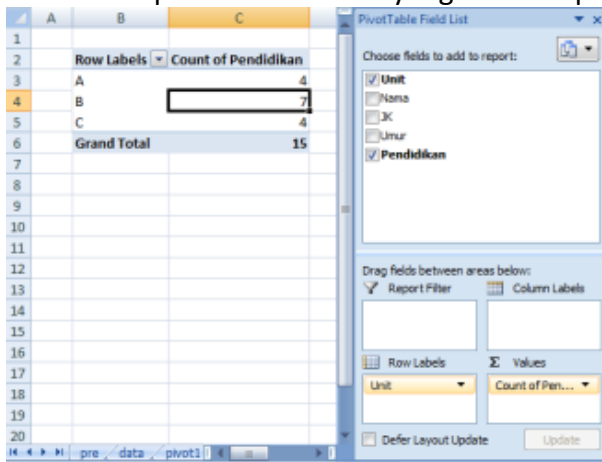 A B C PivotTable Field List
1
2 Row Labels Count of Pendidikan
3 A 4
4 B 7
5 C 4
6 Grand Total 15
7
8
9
10
11
12
13
14
15
16
17
18
19
20
pre data pivot1
Choose fields to add to report:
Unit
Nama
JK
Umur
Pendidikan
Drag fields between areas below:
Report Filter Column Labels
Row Labels Σ Values
Unit Count of Pen...
Defer Layout Update Update